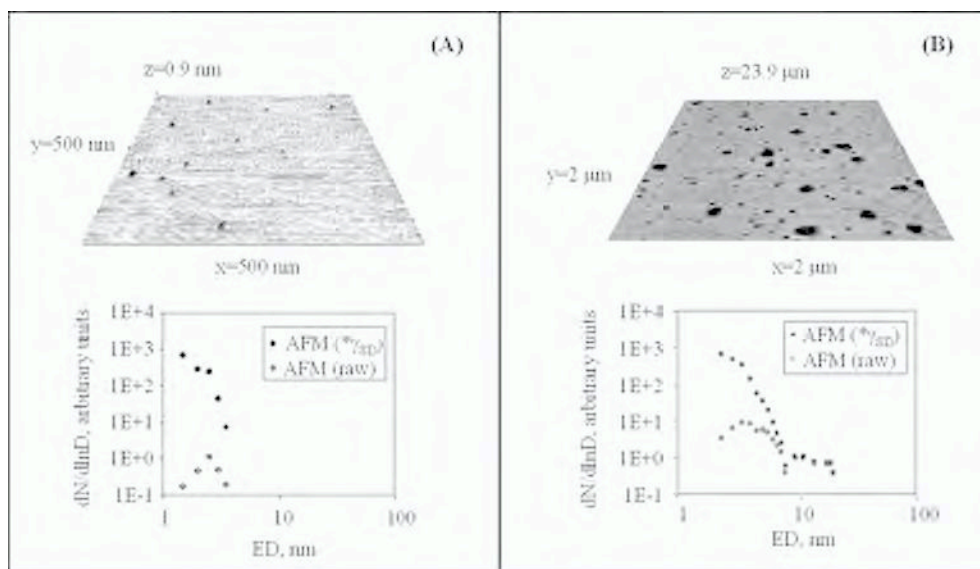 (A)
z=0.9 nm
y=500 nm
x=500 nm
dN/dlnD, arbitrary units
1E+4
1E+3
1E+2
1E+1
1E+0
1E-1
AFM
AFM (raw)
1
10
100
ED, nm
(B)
z=23.9 µm
y=2 µm
x=2 µm
dN/dlnD, arbitrary units
1E+4
1E+3
1E+2
1E+1
1E+0
1E-1
AFM
AFM (raw)
1
10
100
ED, nm